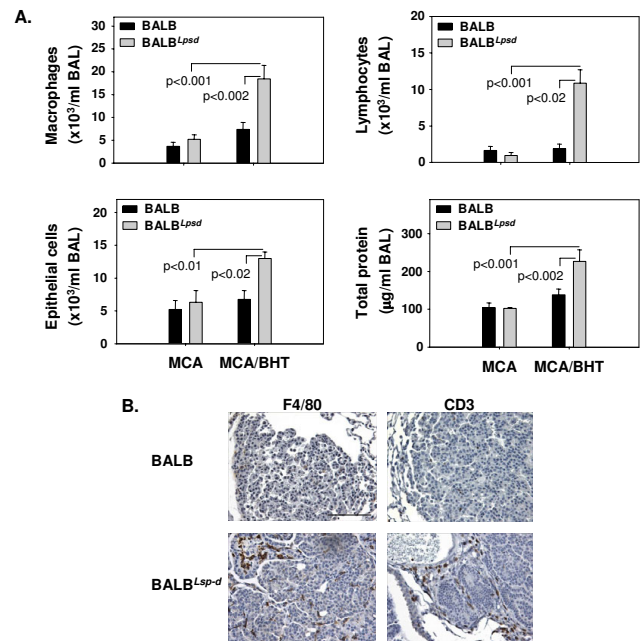 A.
Macrophages
(x10³/ml BAL)
30
25
20
15
10
5
0
BALB
BALBLpsd
p<0.001
p<0.002
Lymphocytes
(x10³/ml BAL)
20
15
10
5
0
BALB
BALBLpsd
p<0.001
p<0.02
Epithelial cells
(x10³/ml BAL)
20
15
10
5
0
BALB
BALBLpsd
p<0.01
p<0.02
MCA
MCA/BHT
Total protein
(µg/ml BAL)
300
200
100
0
BALB
BALBLpsd
p<0.001
p<0.002
MCA
MCA/BHT
B.
F4/80
CD3
BALB
BALBLsp-d